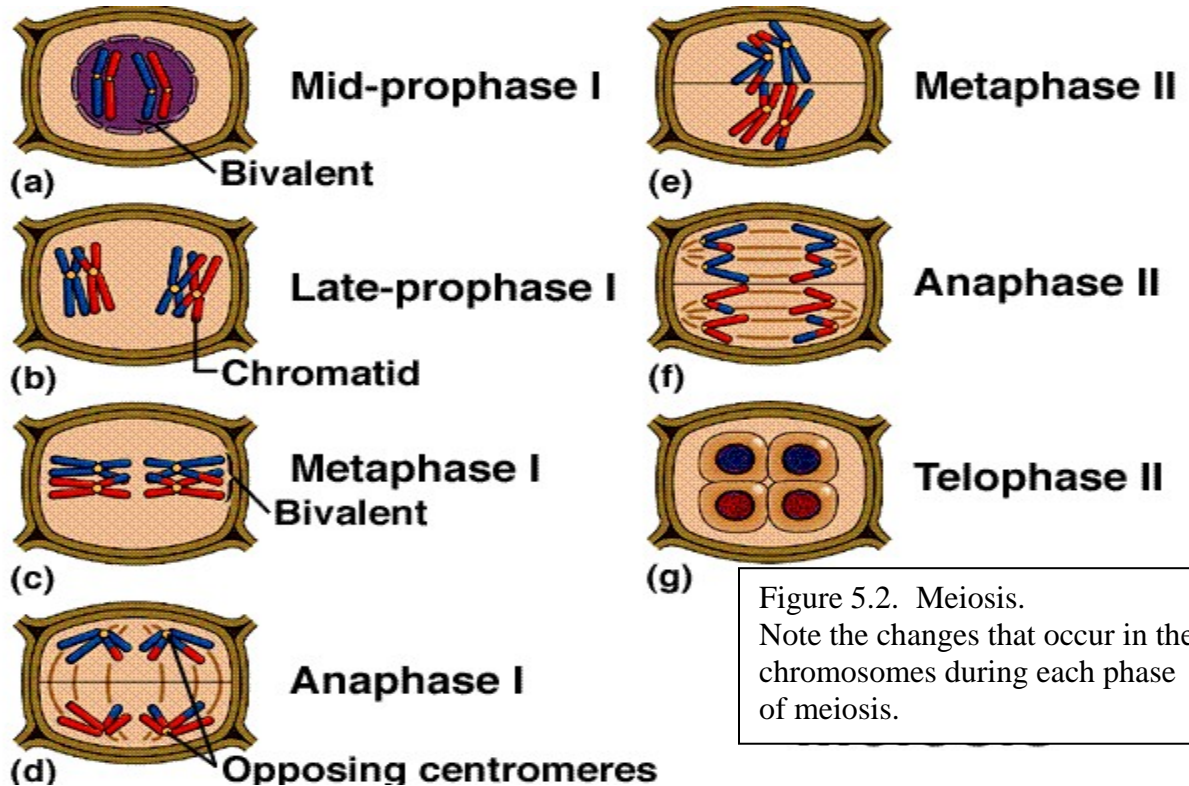 Mid-prophase I
Bivalent
(a)
Late-prophase I
Chromatid
(b)
Metaphase I
Bivalent
(c)
Anaphase I
Opposing centromeres
(d)
Metaphase II
(e)
Anaphase II
(f)
Telophase II
(g)
Figure 5.2. Meiosis.
Note the changes that occur in the
chromosomes during each phase
of meiosis.